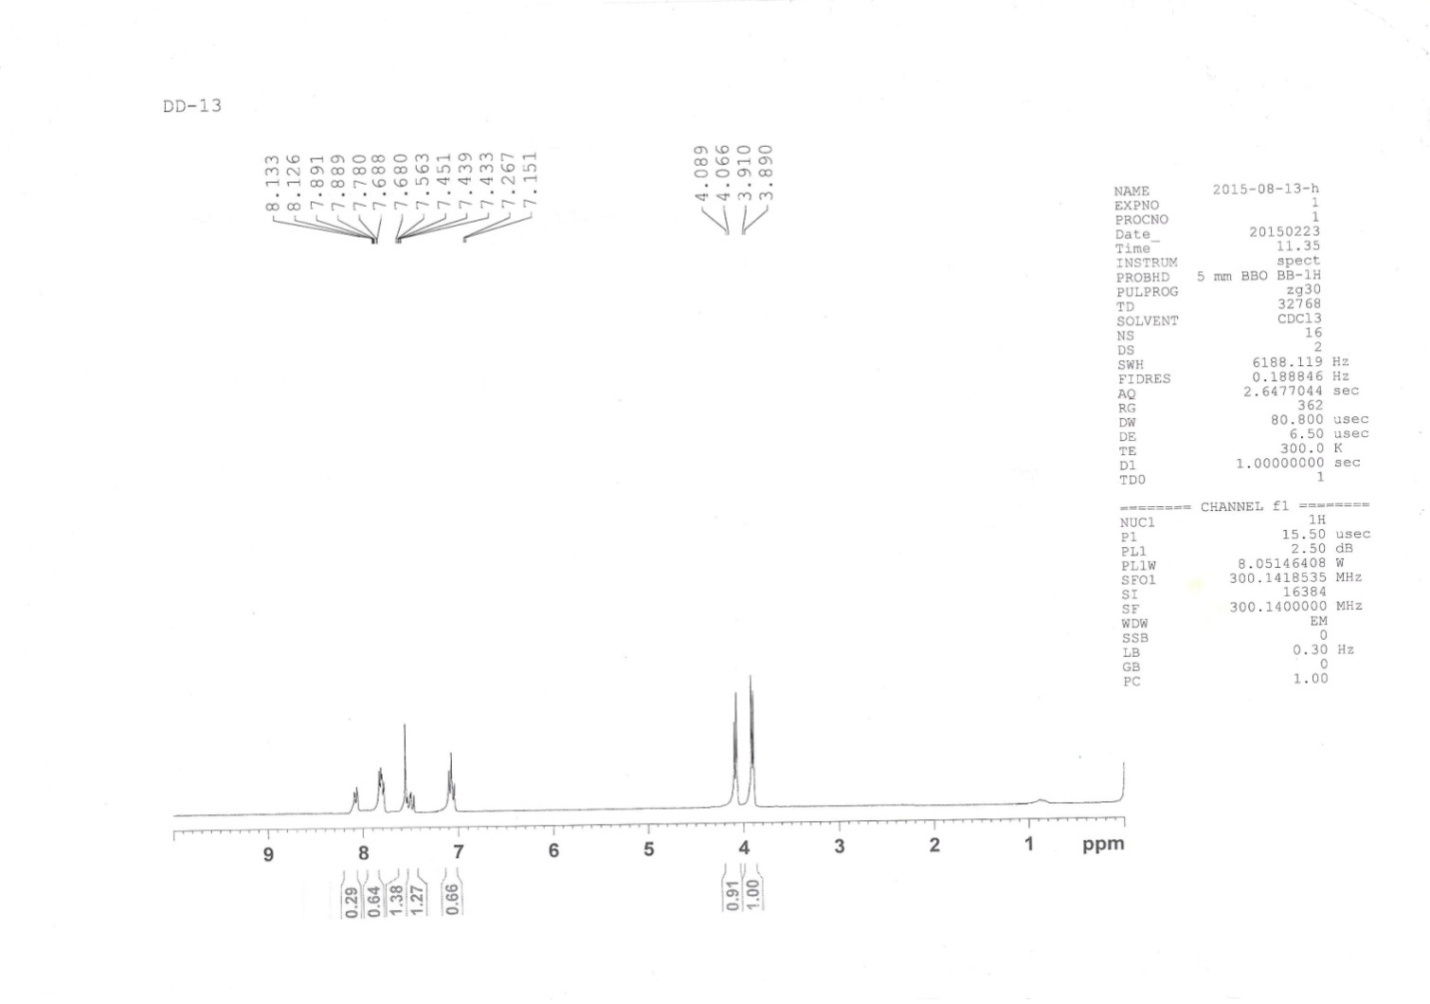 DD-13
8.133
8.126
7.891
7.889
7.780
7.688
7.680
7.563
7.451
7.439
7.433
7.267
7.151
4.089
4.066
3.910
3.890
NAME 2015-08-13-h
EXPNO 1
PROCNO 1
Date_ 20150223
Time 11.35
INSTRUM spect
PROBHD 5 mm BBO BB-1H
PULPROG zg30
TD 32768
SOLVENT CDCl3
NS 16
DS 2
SWH 6188.119 Hz
FIDRES 0.188846 Hz
AQ 2.6477044 sec
RG 362
DW 80.800 usec
DE 6.50 usec
TE 300.0 K
D1 1.00000000 sec
TD0 1
======== CHANNEL f1 ========
NUC1 1H
P1 15.50 usec
PL1 2.50 dB
PL1W 8.05146408 W
SFO1 300.1418535 MHz
SI 16384
SF 300.1400000 MHz
WDW EM
SSB 0
LB 0.30 Hz
GB 0
PC 1.00
9 8 7 6 5 4 3 2 1 ppm
0.29
0.64
1.38
1.27
0.66
0.91
1.00